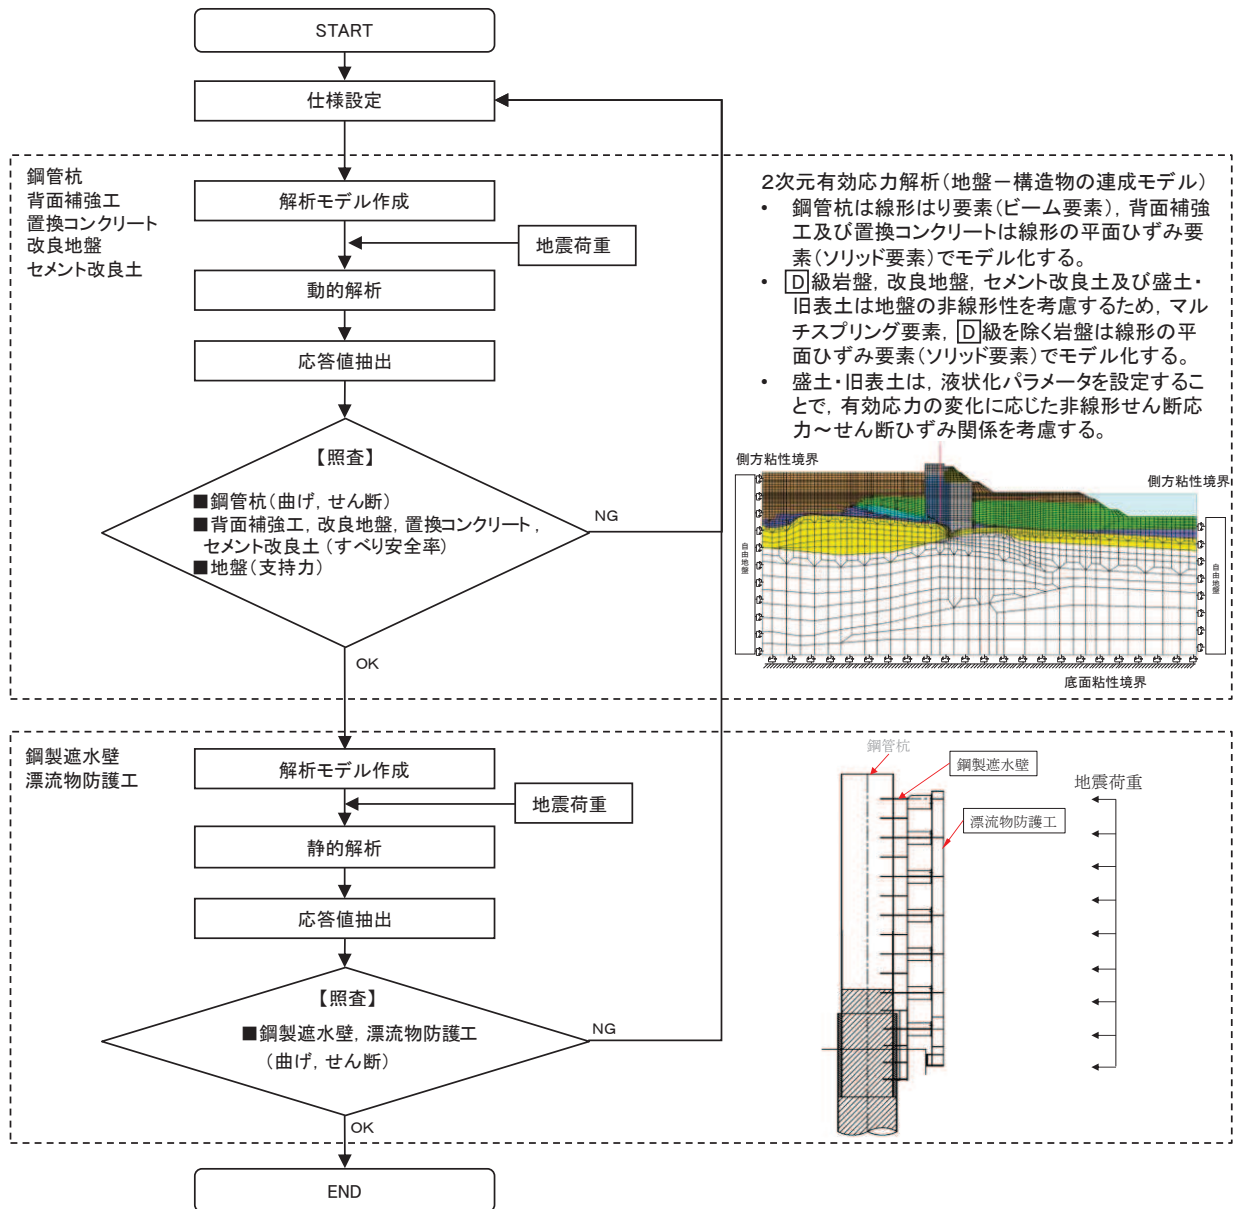 START
仕様設定
鋼管杭
背面補強工
置換コンクリート
改良地盤
セメント改良土
解析モデル作成
地震荷重
動的解析
応答値抽出
【照査】
■鋼管杭(曲げ, せん断)
■背面補強工, 改良地盤, 置換コンクリート,
セメント改良土 (すべり安全率)
■地盤(支持力)
NG
OK
2次元有効応力解析(地盤-構造物の連成モデル)
• 鋼管杭は線形はり要素(ビーム要素), 背面補強
工及び置換コンクリートは線形の平面ひずみ要
素(ソリッド要素)でモデル化する。
• D級岩盤, 改良地盤, セメント改良土及び盛土・
旧表土は地盤の非線形性を考慮するため, マル
チスプリング要素, D級を除く岩盤は線形の平
面ひずみ要素(ソリッド要素)でモデル化する。
• 盛土・旧表土は, 液状化パラメータを設定するこ
とで, 有効応力の変化に応じた非線形せん断応
力～せん断ひずみ関係を考慮する。
側方粘性境界
側方粘性境界
自由地盤
自由地盤
底面粘性境界
鋼製遮水壁
漂流物防護工
解析モデル作成
地震荷重
静的解析
応答値抽出
【照査】
■鋼製遮水壁, 漂流物防護工
(曲げ, せん断)
NG
OK
鋼管杭
鋼製遮水壁
漂流物防護工
地震荷重
END